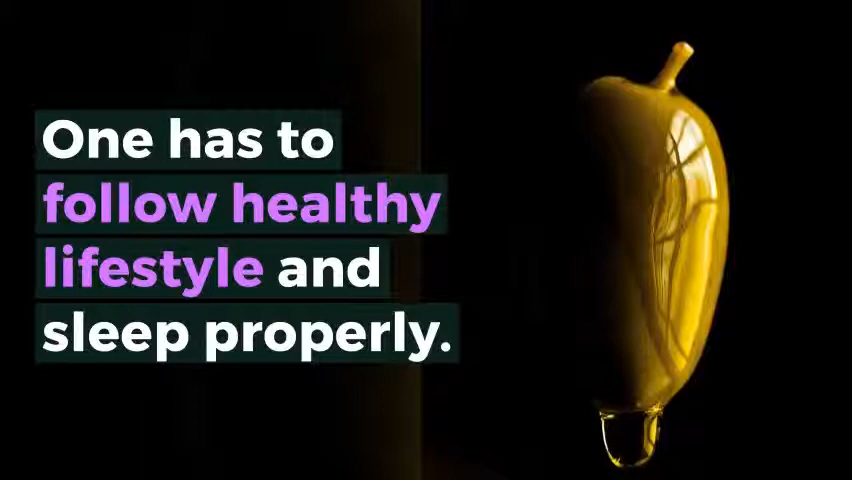 One has to
follow healthy
lifestyle and
sleep properly.